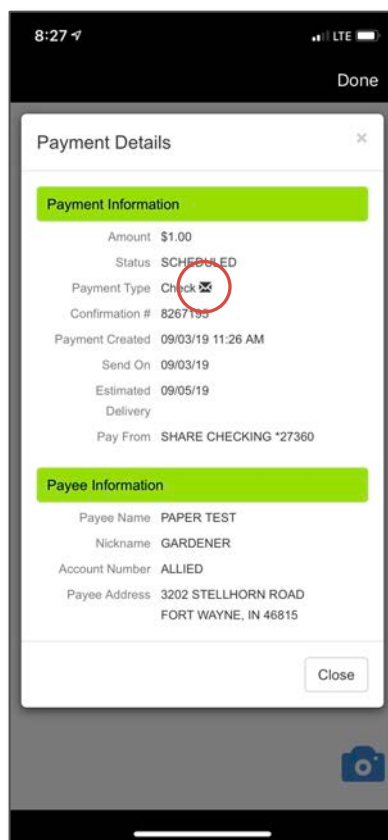 8:27 LTE
Done
Payment Details ×
Payment Information
Amount $1.00
Status SCHEDULED
Payment Type Check
Confirmation # 8267195
Payment Created 09/03/19 11:26 AM
Send On 09/03/19
Estimated 09/05/19
Delivery
Pay From SHARE CHECKING *27360
Payee Information
Payee Name PAPER TEST
Nickname GARDENER
Account Number ALLIED
Payee Address 3202 STELLHORN ROAD
FORT WAYNE, IN 46815
Close